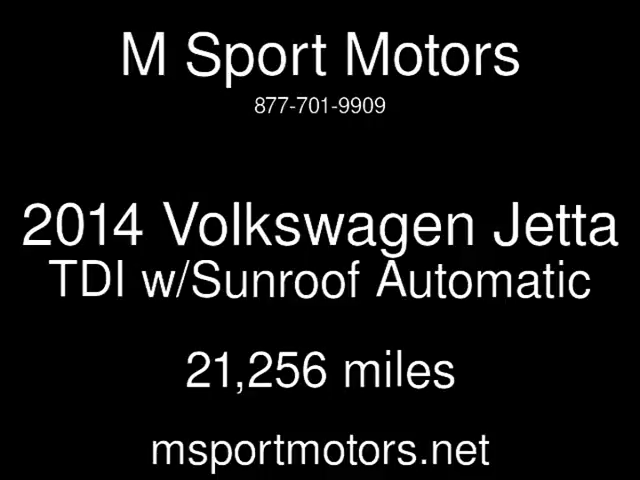 M Sport Motors
877-701-9909
2014 Volkswagen Jetta
TDI w/Sunroof Automatic
21,256 miles
msportmotors.net